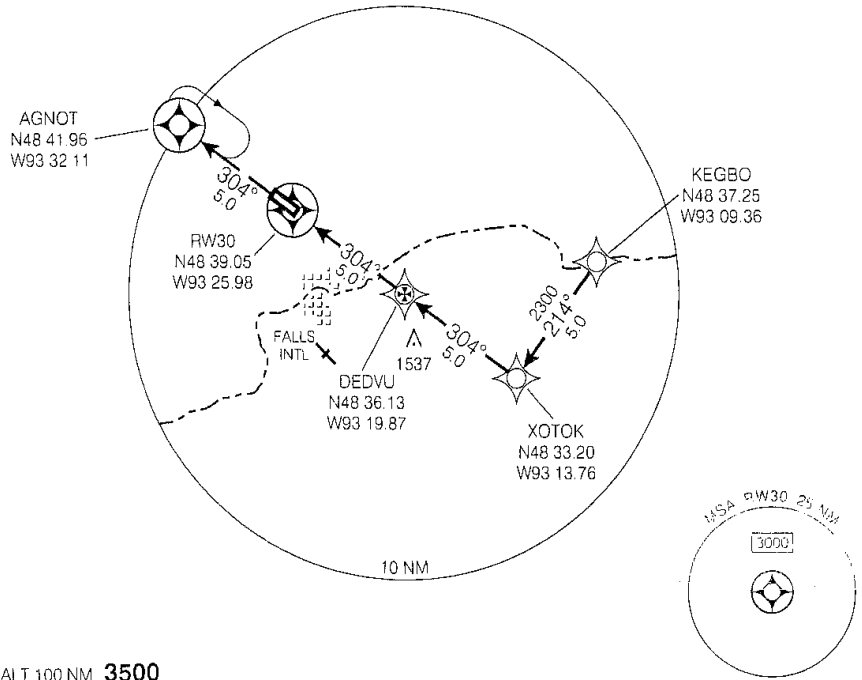 AGNOT
N48 41.96
W93 32 11
304°
5.0
KEGBO
N48 37.25
W93 09.36
RW30
N48 39.05
W93 25.98
304°
5.0
2300
214°
5.0
304°
5.0
FALLS
INTL
1537
DEDVU
N48 36.13
W93 19.87
XOTOK
N48 33.20
W93 13.76
MSA RW30 25 NM
3000
10 NM
ALT 100 NM 3500